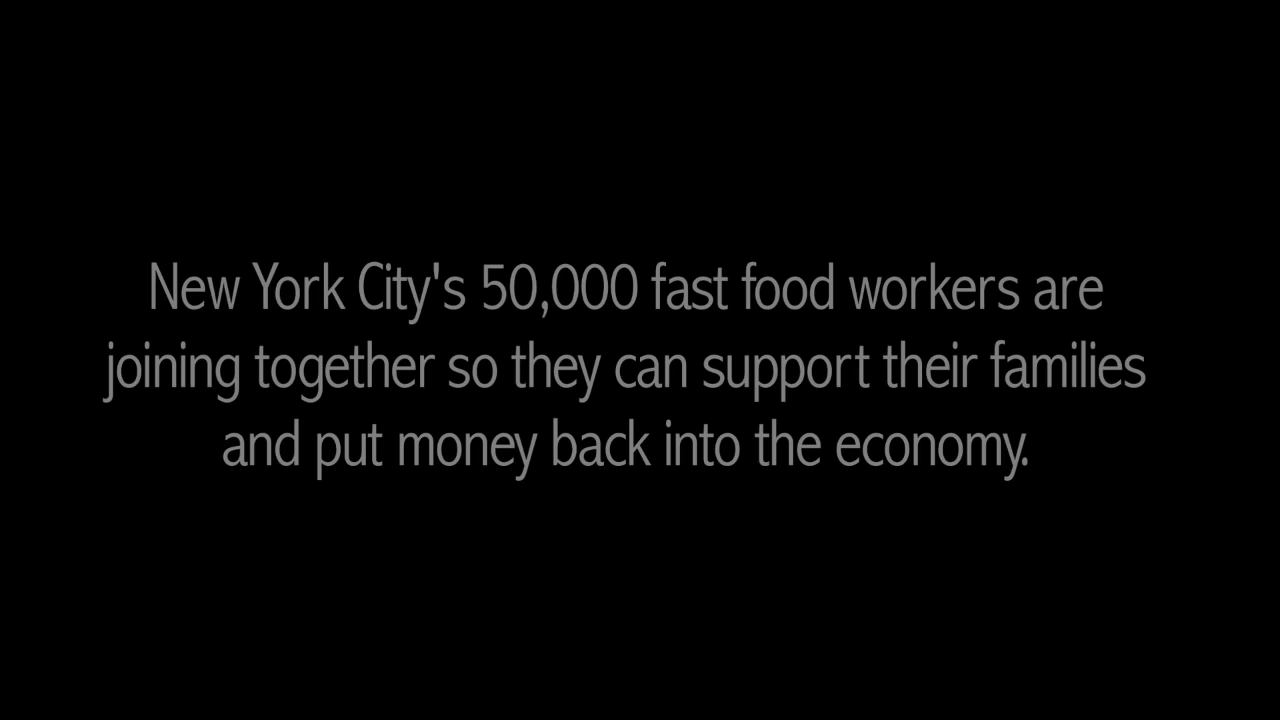 New York City's 50,000 fast food workers are
joining together so they can support their families
and put money back into the economy.